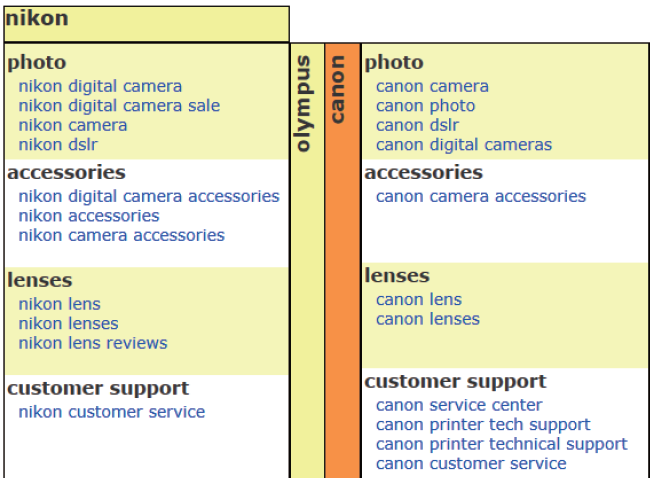 nikon
photo
nikon digital camera
nikon digital camera sale
nikon camera
nikon dslr
accessories
nikon digital camera accessories
nikon accessories
nikon camera accessories
lenses
nikon lens
nikon lenses
nikon lens reviews
customer support
nikon customer service
olympus
canon
photo
canon camera
canon photo
canon dslr
canon digital cameras
accessories
canon camera accessories
lenses
canon lens
canon lenses
customer support
canon service center
canon printer tech support
canon printer technical support
canon customer service